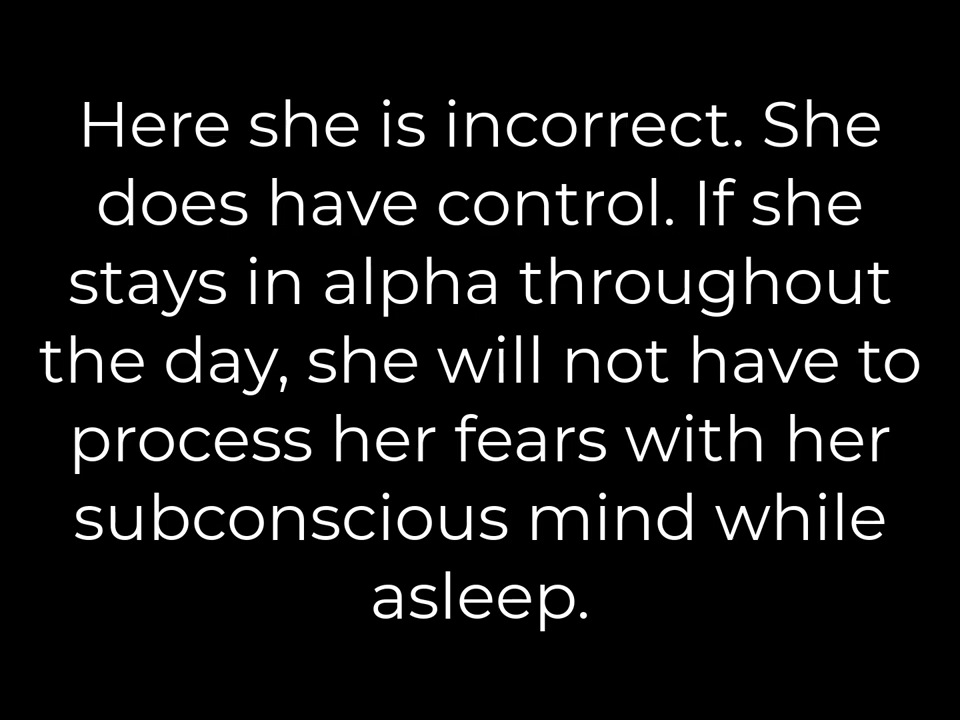 Here she is incorrect. She
does have control. If she
stays in alpha throughout
the day, she will not have to
process her fears with her
subconscious mind while
asleep.